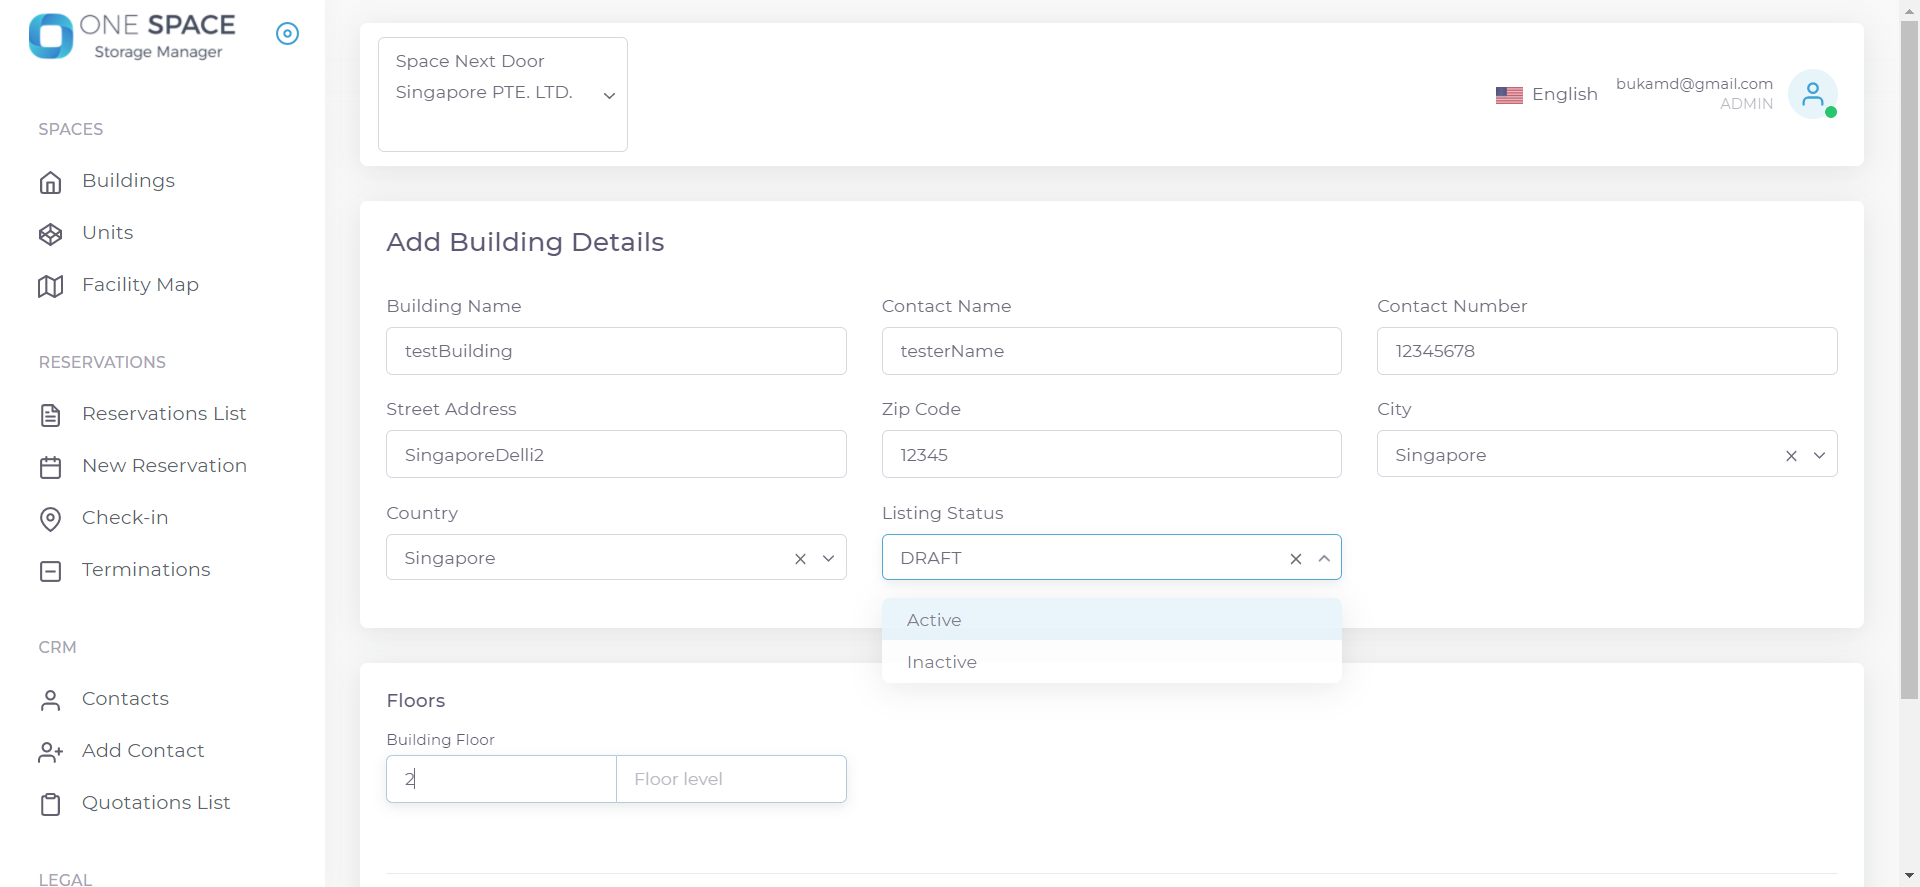 ONE SPACE
Storage Manager
SPACES
Buildings
Units
Facility Map
RESERVATIONS
Reservations List
New Reservation
Check-in
Terminations
CRM
Contacts
Add Contact
Quotations List
LEGAL
Space Next Door
Singapore PTE. LTD.
English
bukamd@gmail.com
ADMIN
Add Building Details
Building Name
Contact Name
Contact Number
testBuilding
testerName
12345678
Street Address
Zip Code
City
SingaporeDelli2
12345
Singapore
Country
Listing Status
Singapore
DRAFT
Active
Inactive
Floors
Building Floor
2
Floor level